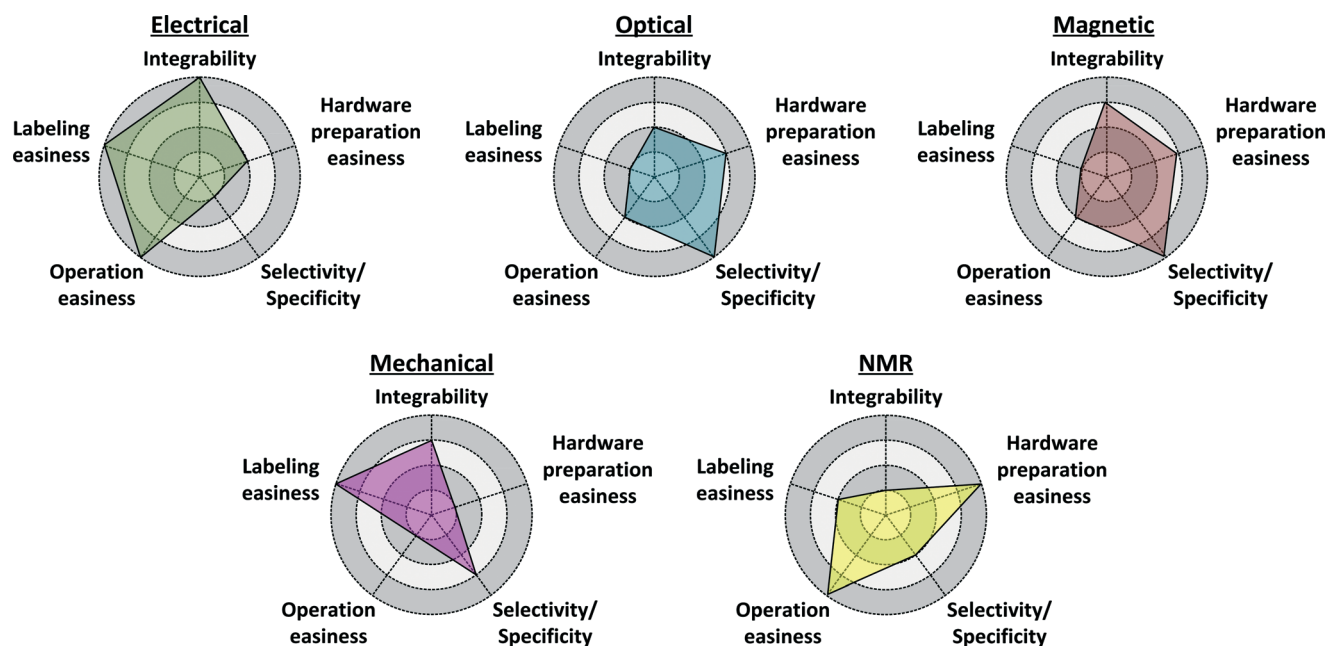 Electrical
Integrability
Hardware
preparation
easiness
Labeling
easiness
Operation
easiness
Selectivity/
Specificity
Optical
Integrability
Hardware
preparation
easiness
Labeling
easiness
Operation
easiness
Selectivity/
Specificity
Magnetic
Integrability
Hardware
preparation
easiness
Labeling
easiness
Operation
easiness
Selectivity/
Specificity
Mechanical
Integrability
Hardware
preparation
easiness
Labeling
easiness
Operation
easiness
Selectivity/
Specificity
NMR
Integrability
Hardware
preparation
easiness
Labeling
easiness
Operation
easiness
Selectivity/
Specificity